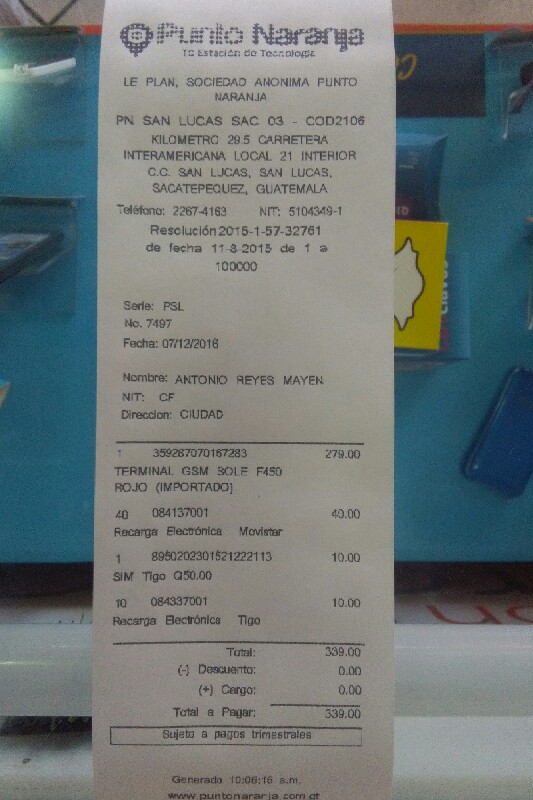 Punto Naranja
Tú Estación de Tecnología
LE PLAN, SOCIEDAD ANONIMA PUNTO
NARANJA
PN SAN LUCAS SAC 03 - COD2106
KILOMETRO 29.5 CARRETERA
INTERAMERICANA LOCAL 21 INTERIOR
C.C. SAN LUCAS, SAN LUCAS,
SACATEPEQUEZ, GUATEMALA
Teléfono: 2267-4163 NIT: 5104349-1
Resolución 2015-1-57-32761
de fecha 11-8-2015 de 1 a
100000
Serie: PSL
No. 7497
Fecha: 07/12/2016
Nombre: ANTONIO REYES MAYEN
NIT: CF
Direccion: CIUDAD
1 359287070167283 279.00
TERMINAL GSM SOLE F450
ROJO (IMPORTADO)
40 084137001 40.00
Recarga Electrónica Movistar
1 8950202301521222113 10.00
SIM Tigo Q50.00
10 084337001 10.00
Recarga Electrónica Tigo
Total: 339.00
(-) Descuento: 0.00
(+) Cargo: 0.00
Total a Pagar: 339.00
Sujeto a pagos trimestrales
Generado 10:06:16 a.m.
www.puntonaranja.com.gt